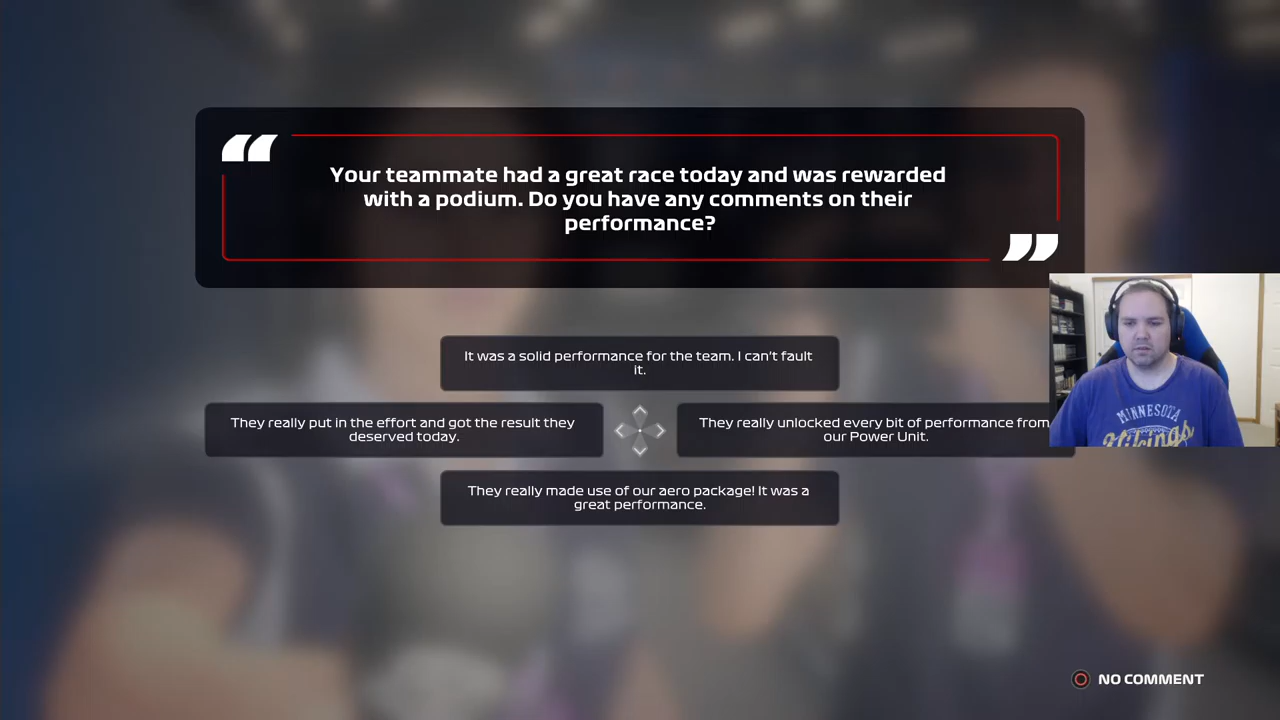 Your teammate had a great race today and was rewarded
with a podium. Do you have any comments on their
performance?
It was a solid performance for the team. I can't fault
it.
They really put in the effort and got the result they
deserved today.
They really unlocked every bit of performance from
our Power Unit.
They really made use of our aero package! It was a
great performance.
MINNESOTA
Vikings
NO COMMENT